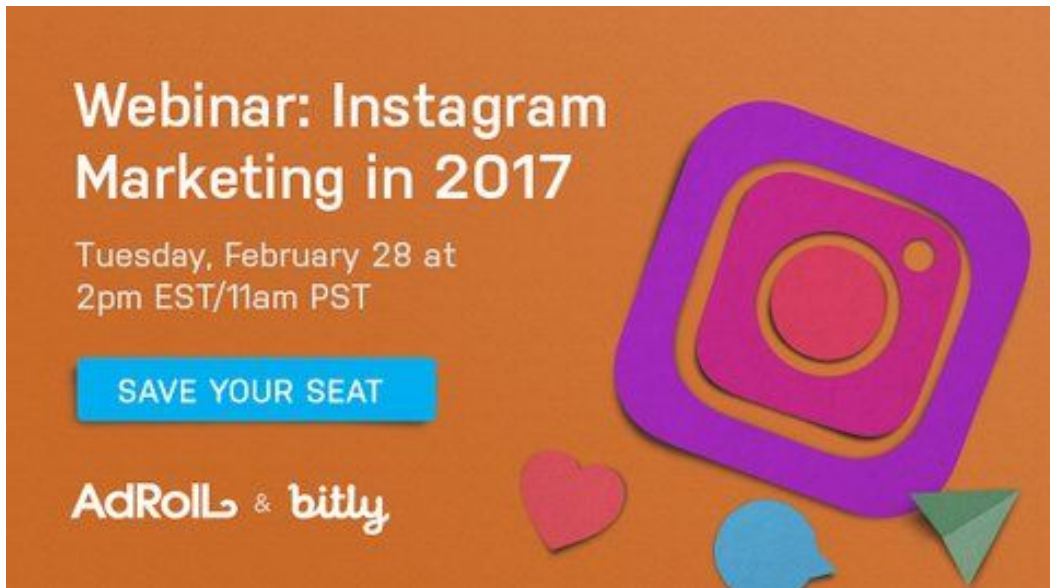 Webinar: Instagram
Marketing in 2017
Tuesday, February 28 at
2pm EST/11am PST
SAVE YOUR SEAT
AdRoll & bitly